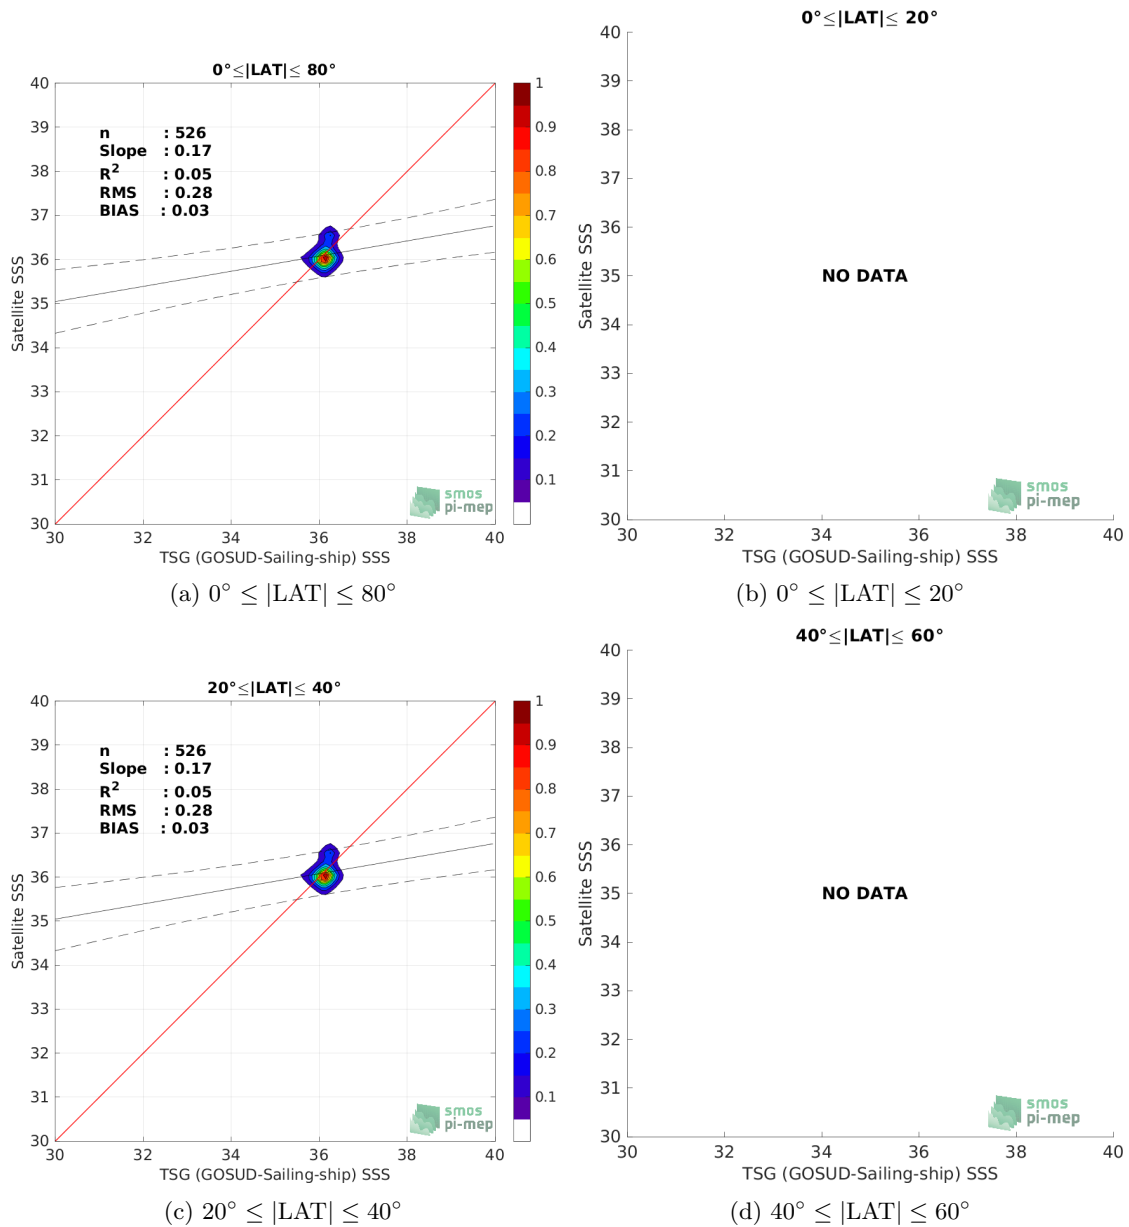 0°≤|LAT|≤ 80°
40
39
38
37
36
35
34
33
32
31
30
Satellite SSS
n : 526
Slope : 0.17
R² : 0.05
RMS : 0.28
BIAS : 0.03
smos
pi-mep
30 32 34 36 38 40
TSG (GOSUD-Sailing-ship) SSS
1
0.9
0.8
0.7
0.6
0.5
0.4
0.3
0.2
0.1
(a) 0° ≤ |LAT| ≤ 80°
0°≤|LAT|≤ 20°
40
39
38
37
36
35
34
33
32
31
30
Satellite SSS
NO DATA
smos
pi-mep
30 32 34 36 38 40
TSG (GOSUD-Sailing-ship) SSS
(b) 0° ≤ |LAT| ≤ 20°
20°≤|LAT|≤ 40°
40
39
38
37
36
35
34
33
32
31
30
Satellite SSS
n : 526
Slope : 0.17
R² : 0.05
RMS : 0.28
BIAS : 0.03
smos
pi-mep
30 32 34 36 38 40
TSG (GOSUD-Sailing-ship) SSS
1
0.9
0.8
0.7
0.6
0.5
0.4
0.3
0.2
0.1
(c) 20° ≤ |LAT| ≤ 40°
40°≤|LAT|≤ 60°
40
39
38
37
36
35
34
33
32
31
30
Satellite SSS
NO DATA
smos
pi-mep
30 32 34 36 38 40
TSG (GOSUD-Sailing-ship) SSS
(d) 40° ≤ |LAT| ≤ 60°